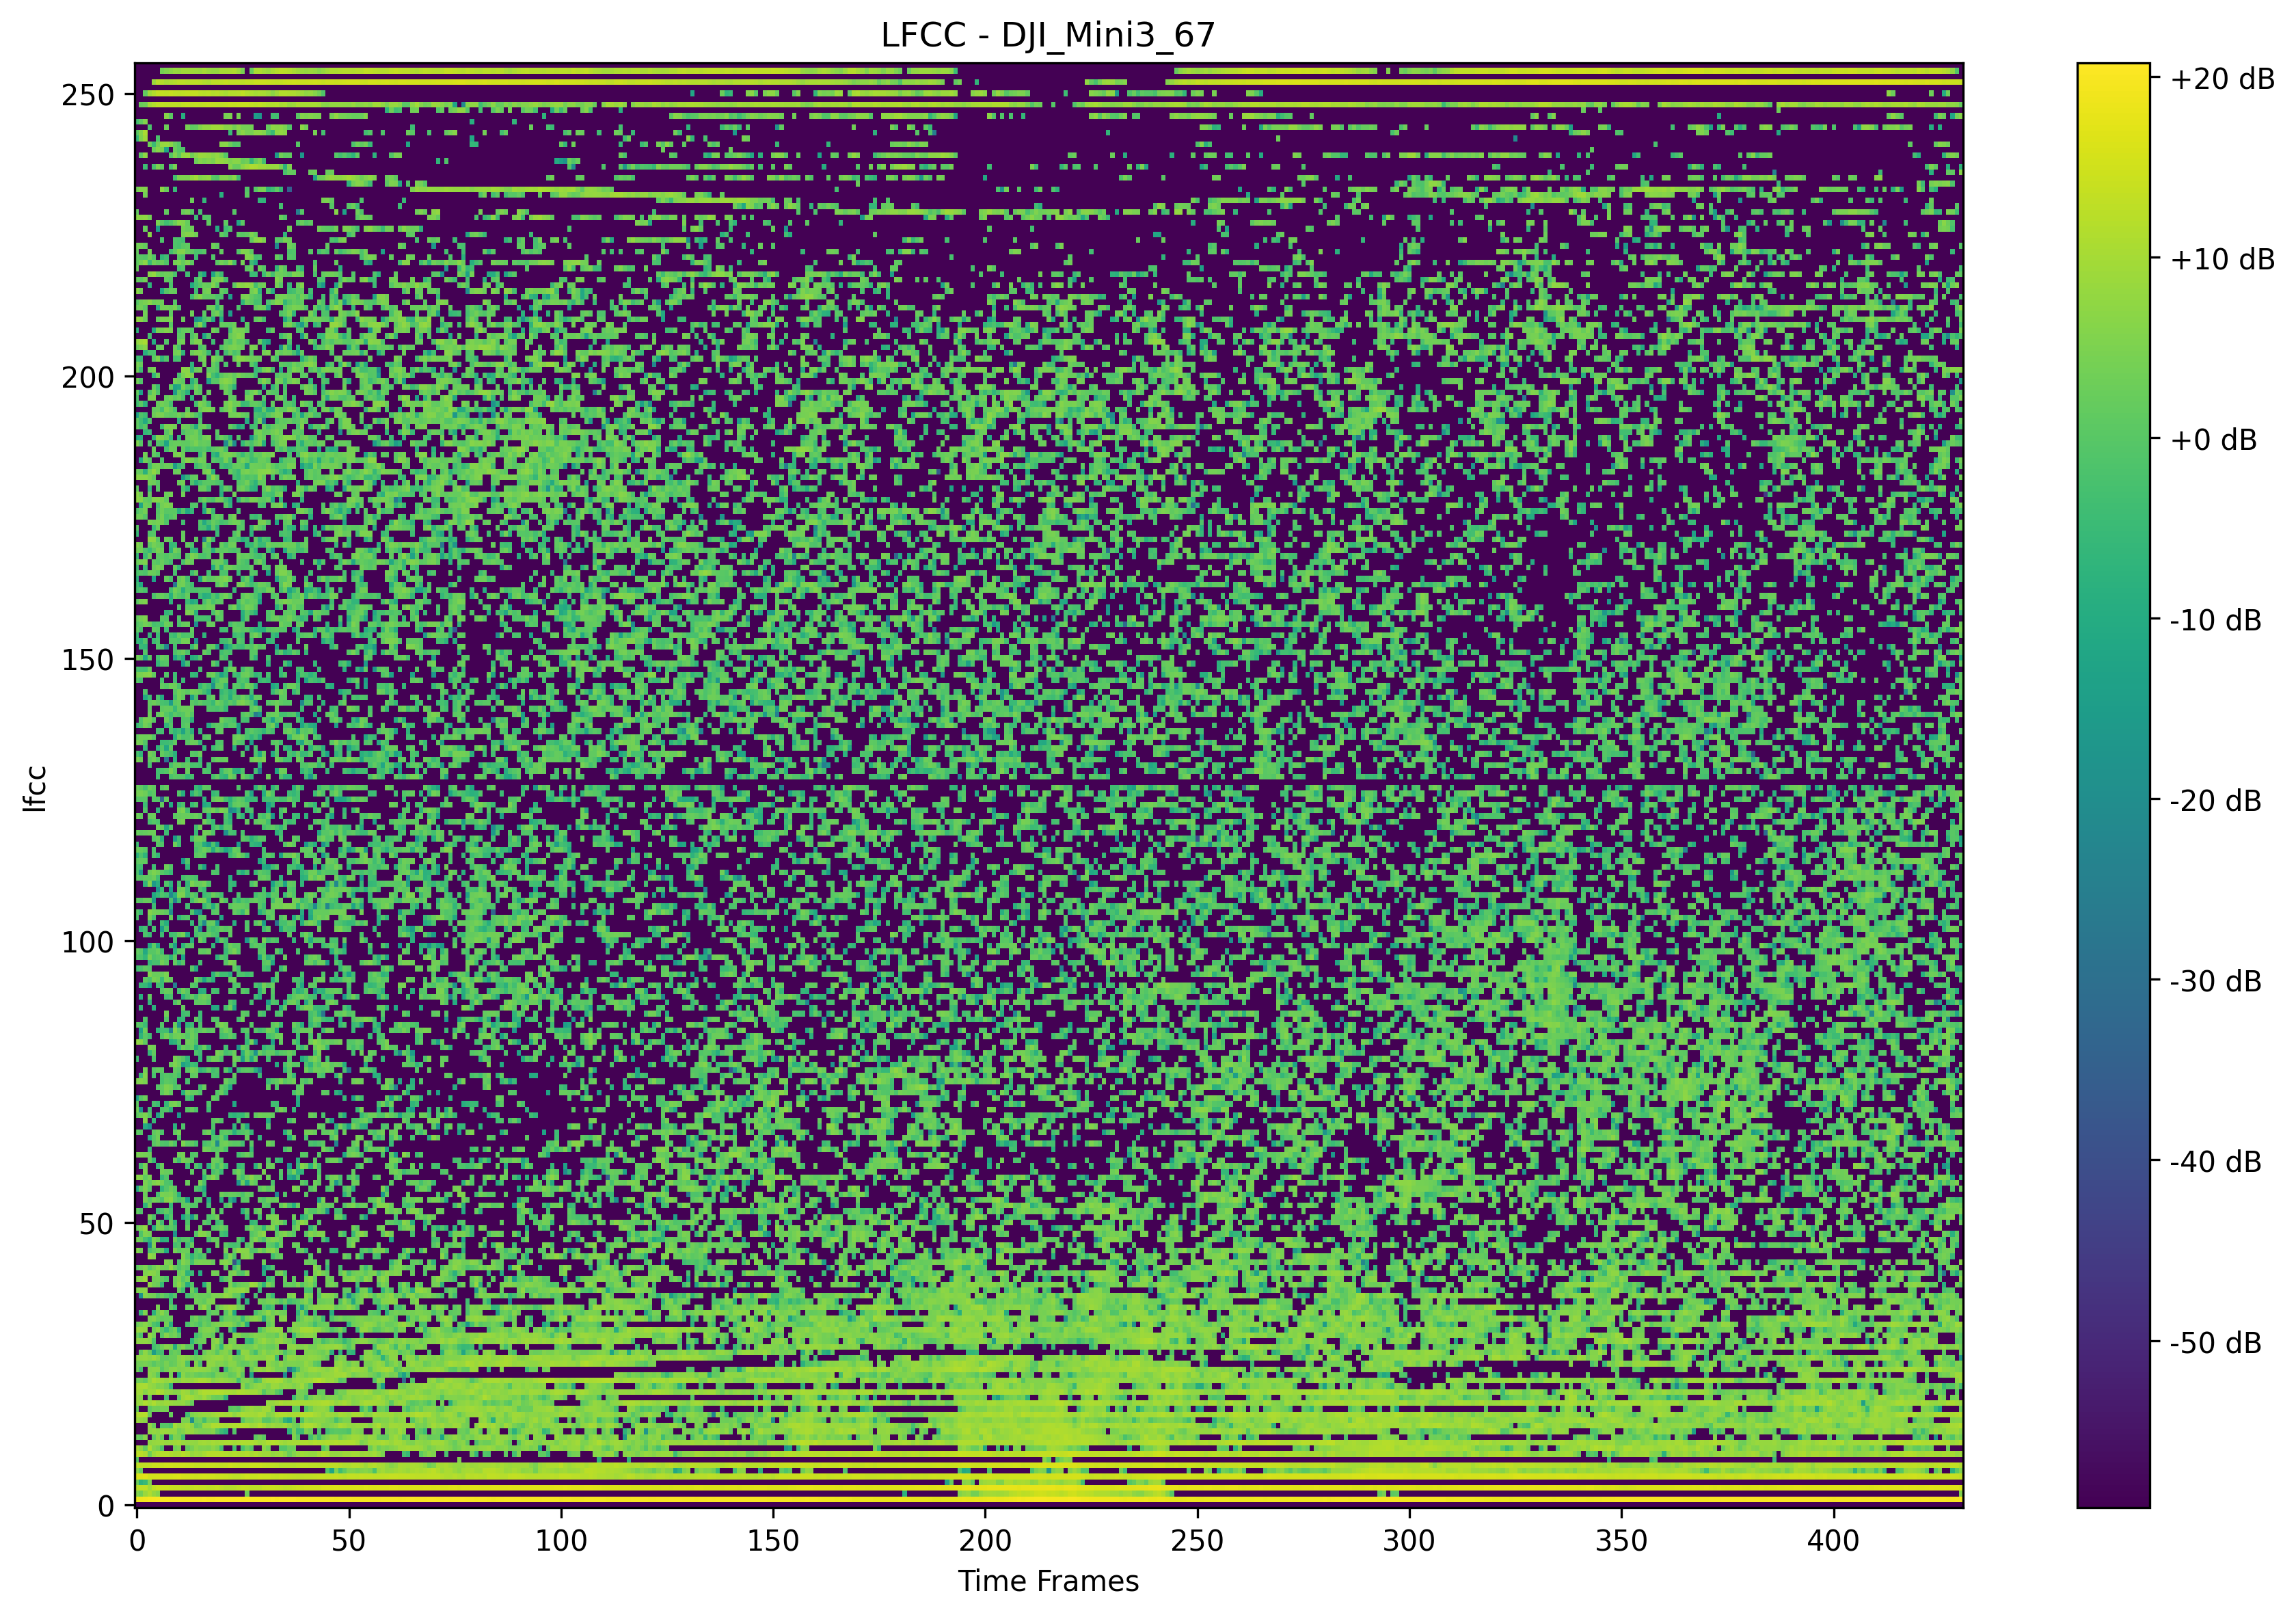 LFCC - DJI_Mini3_67
250
200
150
100
50
0
lfcc
0 50 100 150 200 250 300 350 400
Time Frames
+20 dB
+10 dB
+0 dB
-10 dB
-20 dB
-30 dB
-40 dB
-50 dB